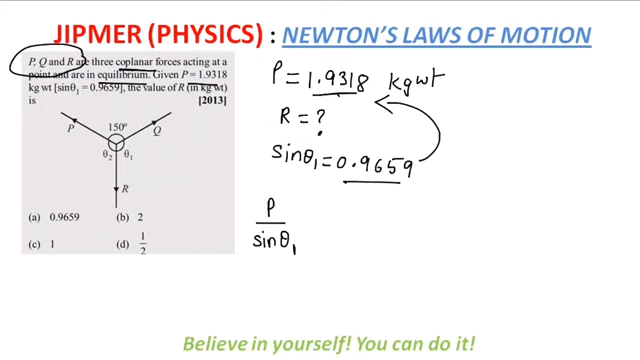 JIPMER (PHYSICS) : NEWTON'S LAWS OF MOTION
P, Q and R are three coplanar forces acting at a
point and are in equilibrium. Given P = 1.9318
kg wt [sinθ₁ = 0.9659], the value of R (in kg wt)
is [2013]
150°
P
Q
θ₂ θ₁
R
(a) 0.9659 (b) 2
(c) 1 (d) 1/2
P = 1.9318 kgwt
R = ?
sinθ₁ = 0.9659
P
sinθ₁
Believe in yourself! You can do it!